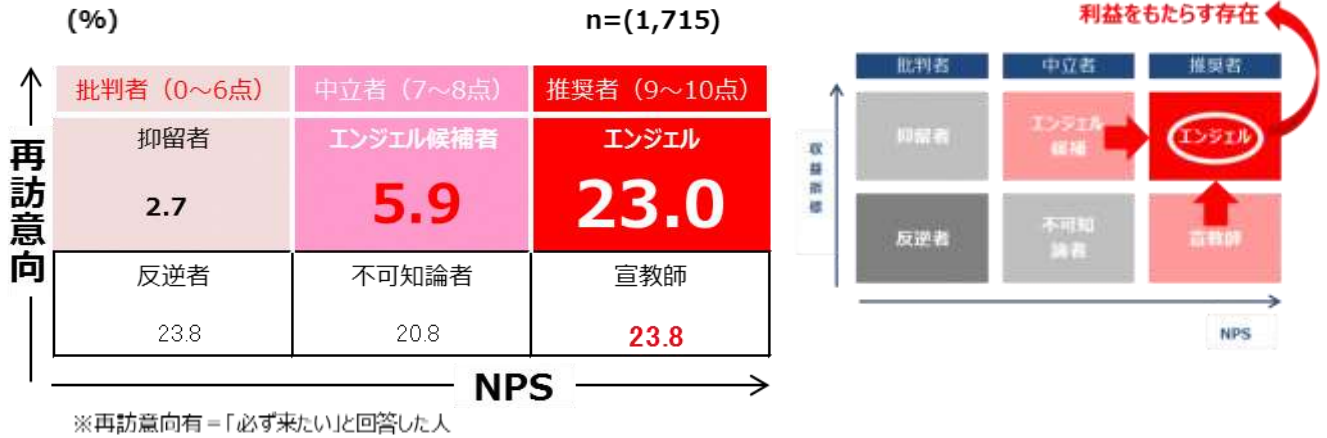 (%)
n=(1,715)
批判者（0～6点）
中立者（7～8点）
推奨者（9～10点）
抑留者
エンジェル候補者
エンジェル
2.7
5.9
23.0
反逆者
不可知論者
宣教師
23.8
20.8
23.8
再訪意向
NPS
※再訪意向有＝「必ず来たい」と回答した人
利益をもたらす存在
批判者
中立者
推奨者
抑留者
エンジェル
候補
エンジェル
収益指標
反逆者
不可知
論者
宣教師
NPS